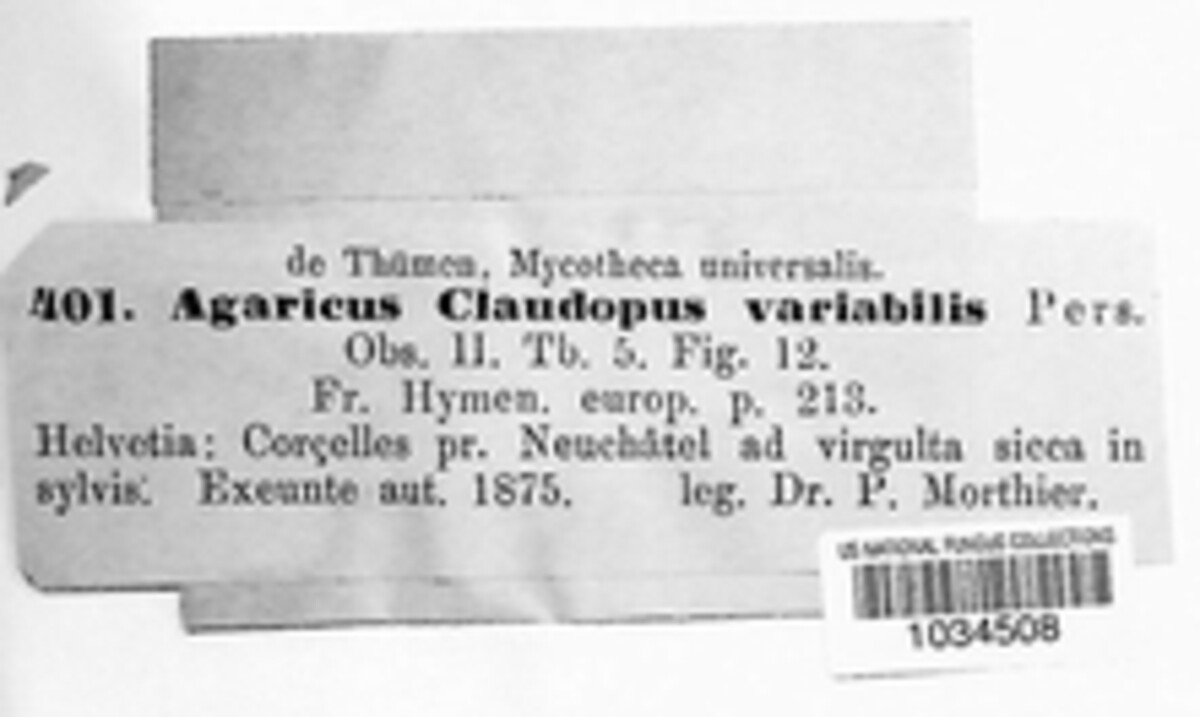 de Thümen, Mycotheca universalis.
401. Agaricus Claudopus variabilis Pers.
Obs. II. Tb. 5. Fig. 12.
Fr. Hymen. europ. p. 213.
Helvetia: Corçelles pr. Neuchâtel ad virgulta sicca in
sylvis. Exeunte aut. 1875. leg. Dr. P. Morthier.
US NATIONAL FUNGUS COLLECTIONS
1034508